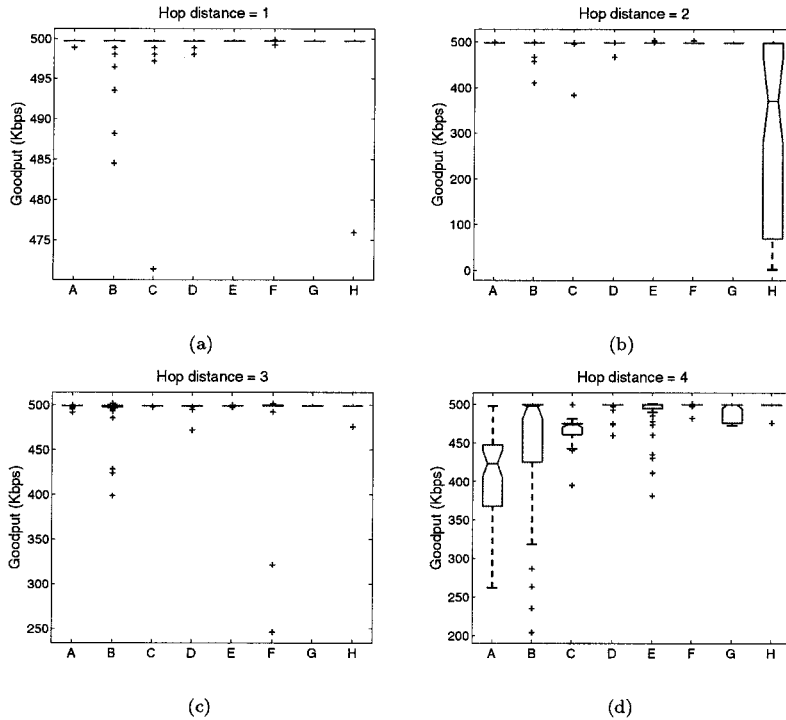 Hop distance = 1
Goodput (Kbps)
500
495
490
485
480
475
A B C D E F G H
(a)
Hop distance = 2
Goodput (Kbps)
500
400
300
200
100
0
A B C D E F G H
(b)
Hop distance = 3
Goodput (Kbps)
500
450
400
350
300
250
A B C D E F G H
(c)
Hop distance = 4
Goodput (Kbps)
500
450
400
350
300
250
200
A B C D E F G H
(d)